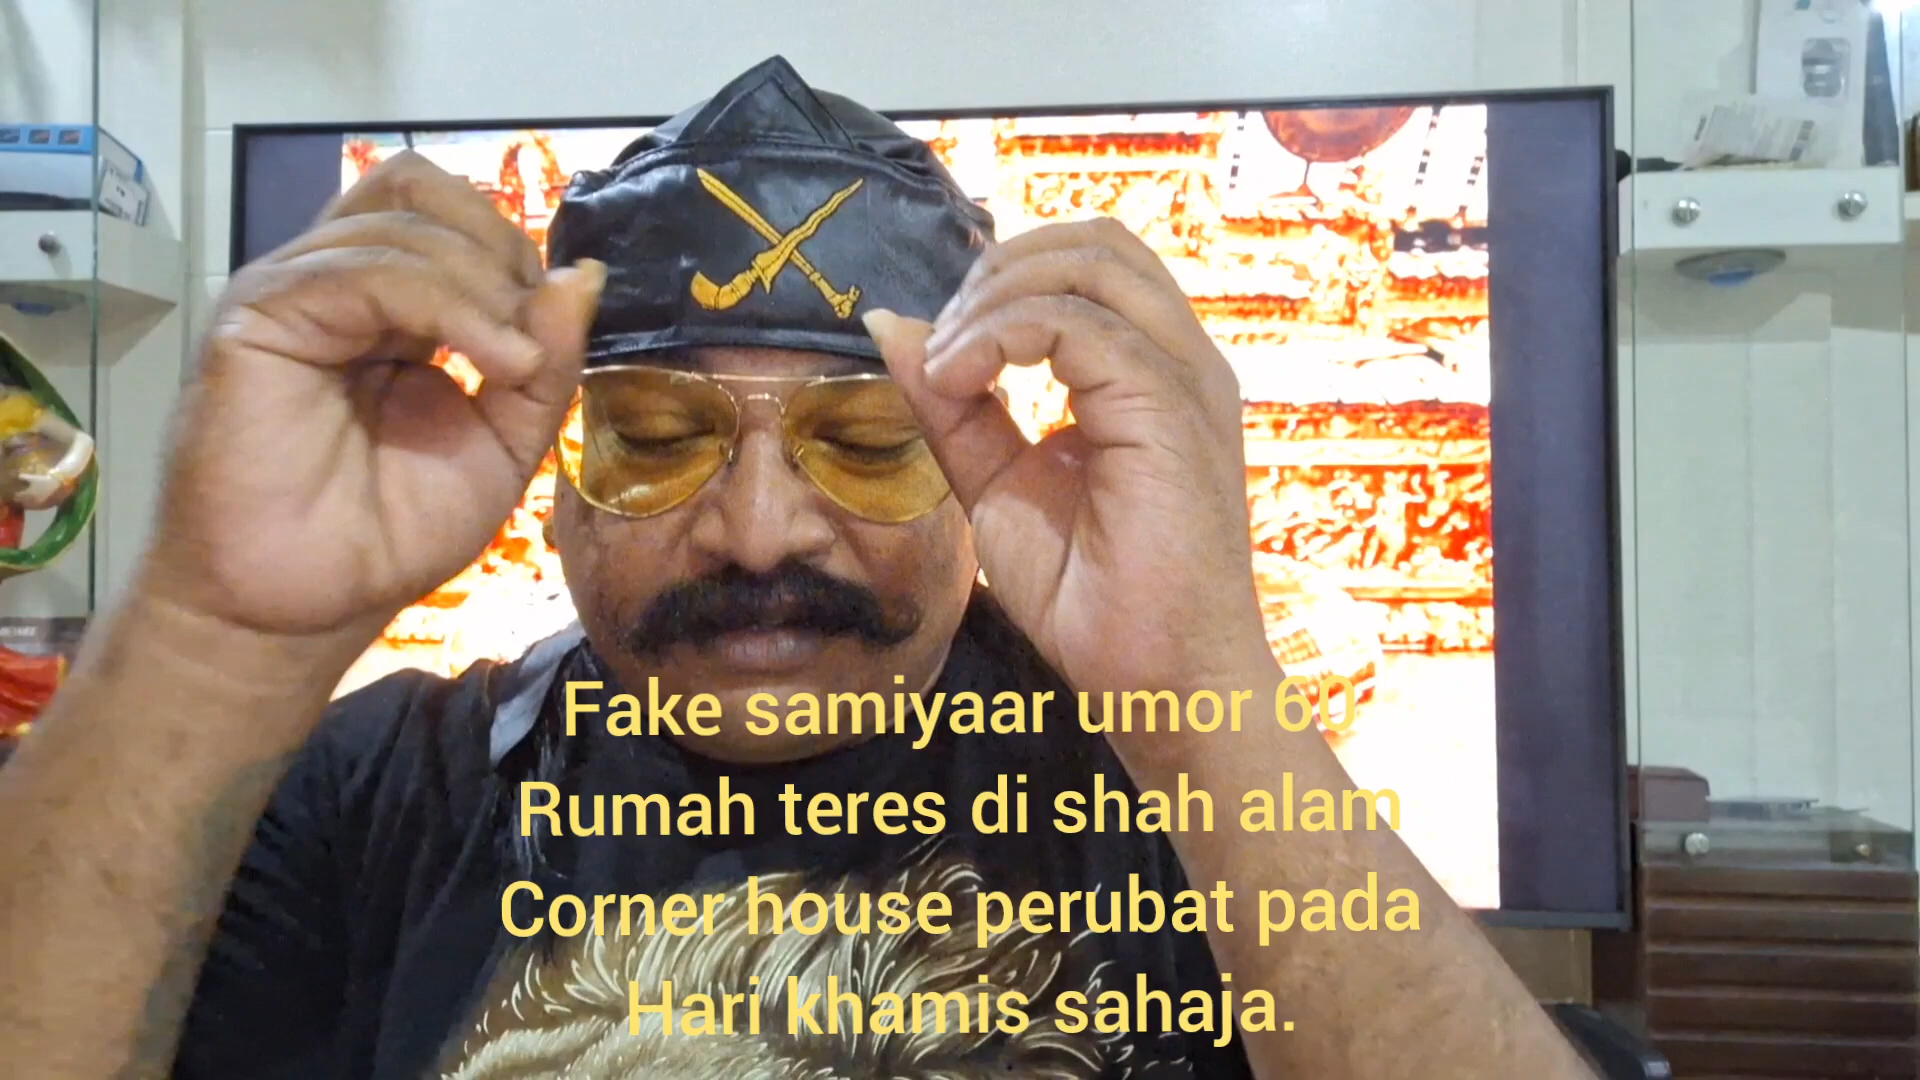 Fake samiyaar umor 60
Rumah teres di shah alam
Corner house perubat pada
Hari khamis sahaja.